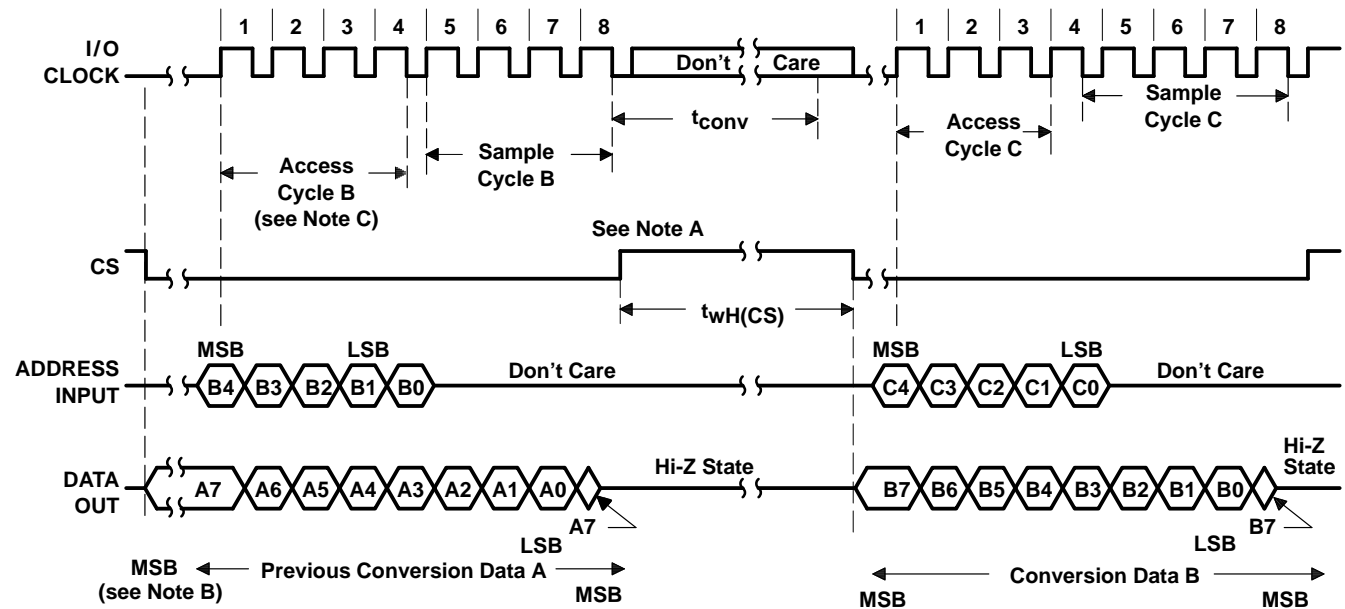 1 2 3 4 5 6 7 8 1 2 3 4 5 6 7 8
I/O
CLOCK
Don't Care
tconv
Access
Cycle B
(see Note C)
Sample
Cycle B
Access
Cycle C
Sample
Cycle C
CS
See Note A
twH(CS)
ADDRESS
INPUT
MSB LSB
B4 B3 B2 B1 B0
Don't Care
MSB LSB
C4 C3 C2 C1 C0
Don't Care
DATA
OUT
A7 A6 A5 A4 A3 A2 A1 A0
Hi-Z State
B7 B6 B5 B4 B3 B2 B1 B0
Hi-Z
State
A7
LSB
B7
LSB
MSB
(see Note B)
Previous Conversion Data A
MSB
MSB
Conversion Data B
MSB